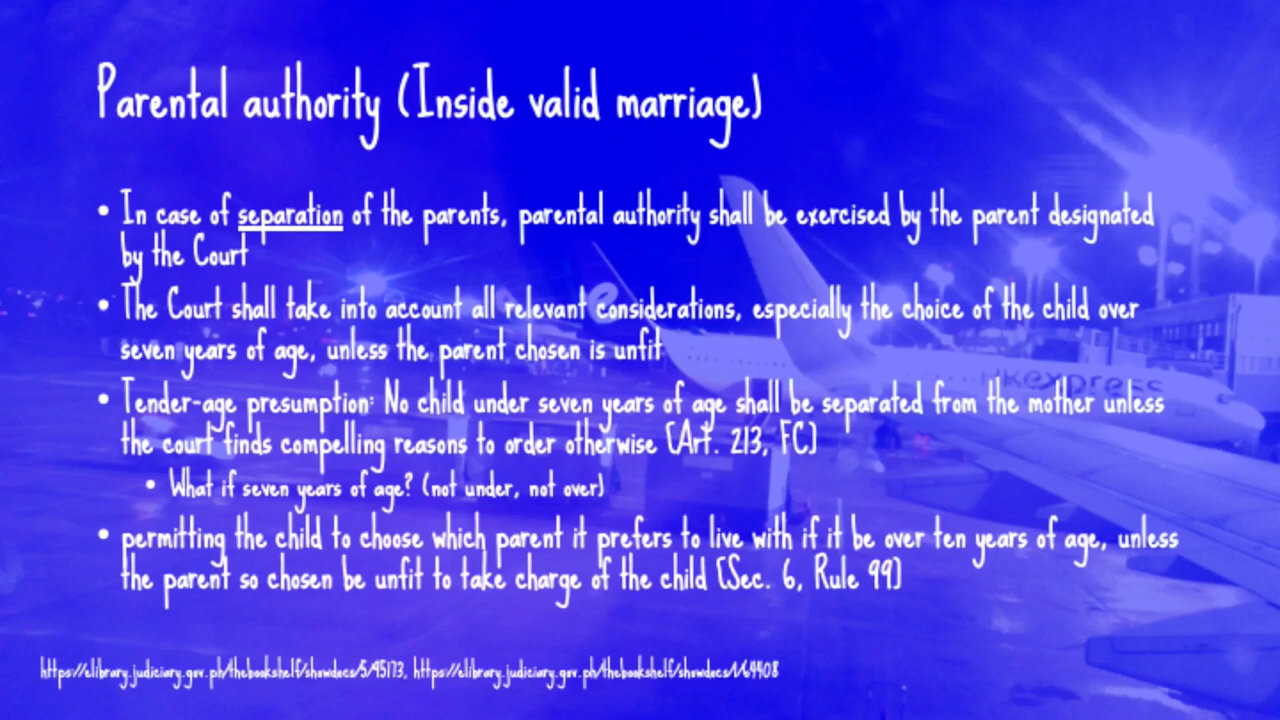 Parental authority (Inside valid marriage)
• In case of separation of the parents, parental authority shall be exercised by the parent designated
by the Court
• The Court shall take into account all relevant considerations, especially the choice of the child over
seven years of age, unless the parent chosen is unfit
• Tender-age presumption: No child under seven years of age shall be separated from the mother unless
the court finds compelling reasons to order otherwise [Art. 213, FC]
• What if seven years of age? (not under, not over)
• permitting the child to choose which parent it prefers to live with if it be over ten years of age, unless
the parent so chosen be unfit to take charge of the child [Sec. 6, Rule 99]
https://elibrary.judiciary.gov.ph/thebookshelf/showdocs/5/45173, https://elibrary.judiciary.gov.ph/thebookshelf/showdocs/1/64408
HKexpress